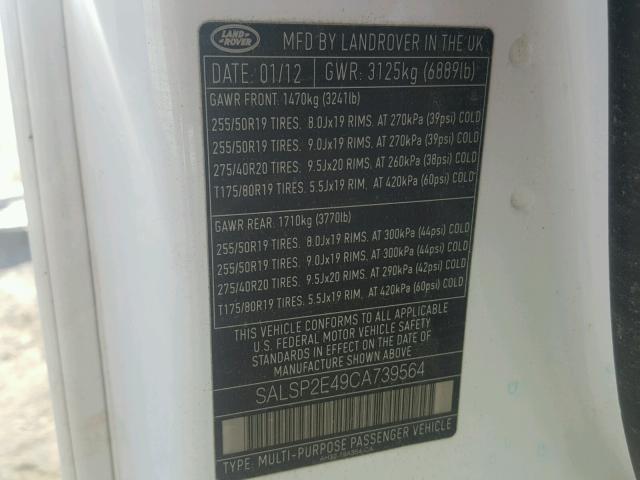 LAND
ROVER
MFD BY LANDROVER IN THE UK
DATE: 01/12 GWR: 3125kg (6889lb)
GAWR FRONT: 1470kg (3241lb)
255/50R19 TIRES. 8.0Jx19 RIMS. AT 270kPa (39psi) COLD
255/50R19 TIRES. 9.0Jx19 RIMS. AT 270kPa (39psi) COLD
275/40R20 TIRES. 9.5Jx20 RIMS. AT 260kPa (38psi) COLD
T175/80R19 TIRES. 5.5Jx19 RIM, AT 420kPa (60psi) COLD
GAWR REAR: 1710kg (3770lb)
255/50R19 TIRES. 8.0Jx19 RIMS. AT 300kPa (44psi) COLD
255/50R19 TIRES. 9.0Jx19 RIMS. AT 300kPa (44psi) COLD
275/40R20 TIRES. 9.5Jx20 RIMS. AT 290kPa (42psi) COLD
T175/80R19 TIRES. 5.5Jx19 RIM, AT 420kPa (60psi) COLD
THIS VEHICLE CONFORMS TO ALL APPLICABLE
U.S. FEDERAL MOTOR VEHICLE SAFETY
STANDARDS IN EFFECT ON THE DATE OF
MANUFACTURE SHOWN ABOVE
SALSP2E49CA739564
TYPE: MULTI-PURPOSE PASSENGER VEHICLE